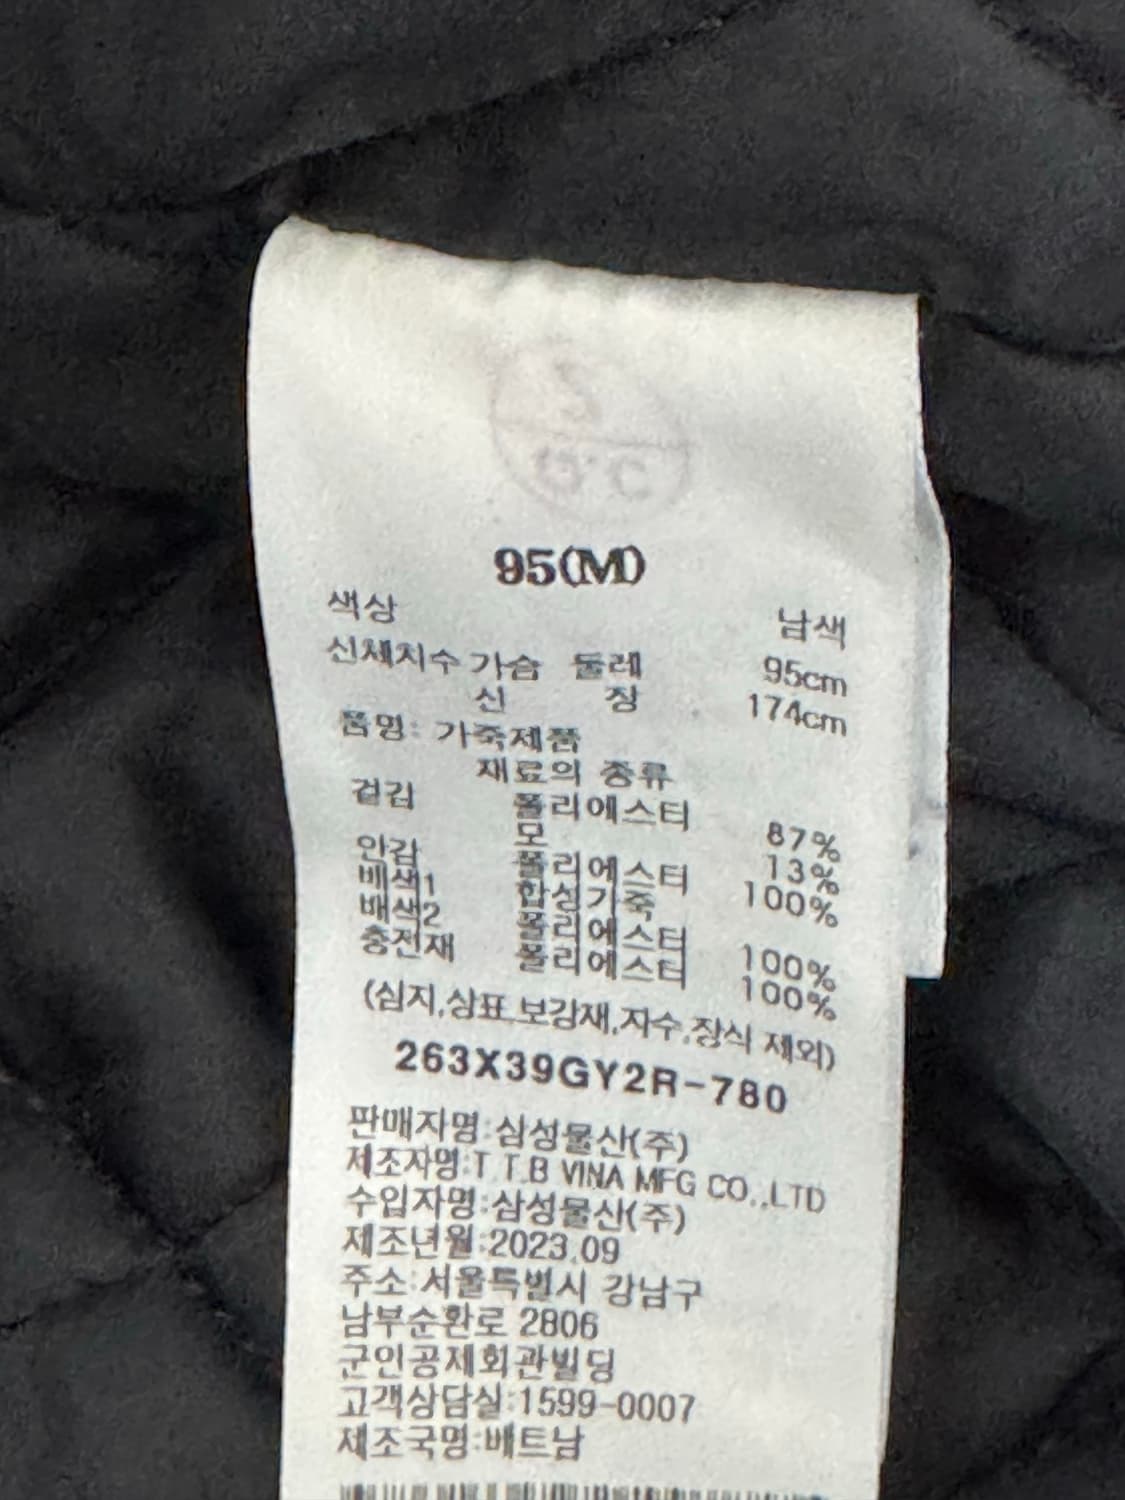 95(M)
색상 남색
신체치수 가슴 둘레 95cm
신 장 174cm
품명: 가죽제품
재료의 종류
겉감 폴리에스터 87%
모 13%
안감 폴리에스터 100%
배색1 합성가죽
배색2 폴리에스터 100%
충전재 폴리에스터 100%
(심지,상표,보강재,자수,장식 제외)
263X39GY2R-780
판매자명:삼성물산(주)
제조자명:T.T.B VINA MFG CO.,LTD
수입자명:삼성물산(주)
제조년월:2023.09
주소:서울특별시 강남구
남부순환로 2806
군인공제회관빌딩
고객상담실:1599-0007
제조국명:베트남